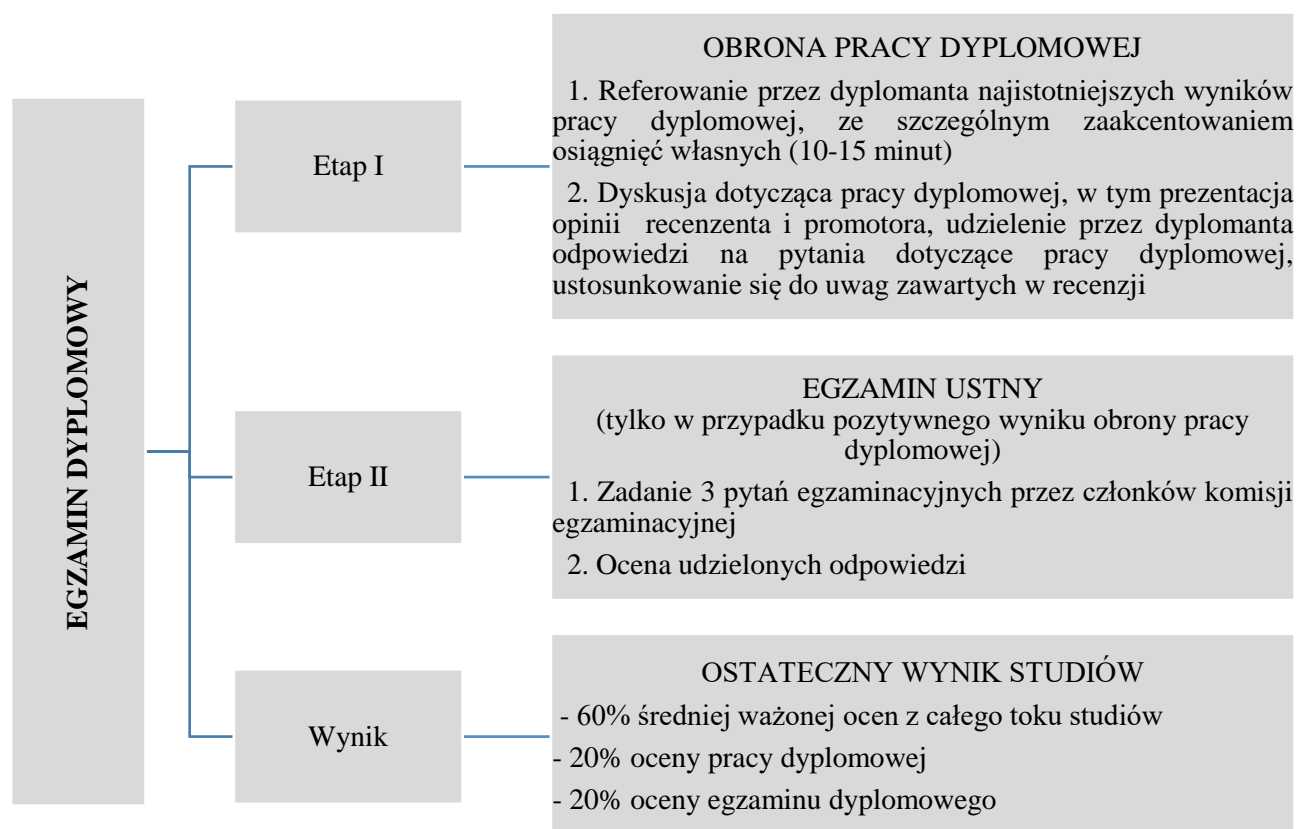 EGZAMIN DYPLOMOWY
Etap I
OBRONA PRACY DYPLOMOWEJ
1. Referowanie przez dyplomanta najistotniejszych wyników
pracy dyplomowej, ze szczególnym zaakcentowaniem
osiągnięć własnych (10-15 minut)
2. Dyskusja dotycząca pracy dyplomowej, w tym prezentacja
opinii recenzenta i promotora, udzielenie przez dyplomanta
odpowiedzi na pytania dotyczące pracy dyplomowej,
ustosunkowanie się do uwag zawartych w recenzji
Etap II
EGZAMIN USTNY
(tylko w przypadku pozytywnego wyniku obrony pracy
dyplomowej)
1. Zadanie 3 pytań egzaminacyjnych przez członków komisji
egzaminacyjnej
2. Ocena udzielonych odpowiedzi
Wynik
OSTATECZNY WYNIK STUDIÓW
- 60% średniej ważonej ocen z całego toku studiów
- 20% oceny pracy dyplomowej
- 20% oceny egzaminu dyplomowego